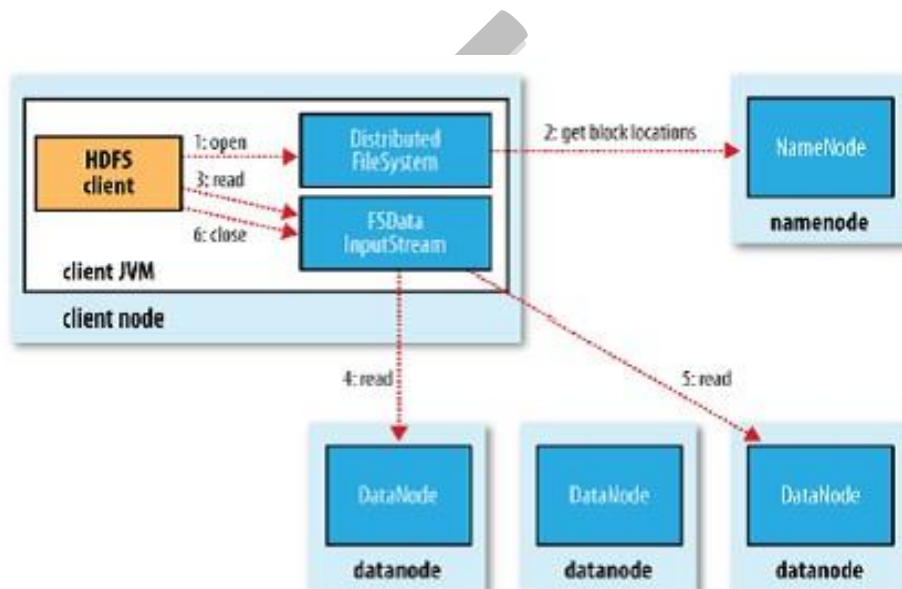 1: open
Distributed
FileSystem
2: get block locations
NameNode
HDFS
client
3: read
FSData
InputStream
6: close
namenode
client JVM
client node
4: read
5: read
DataNode
DataNode
DataNode
datanode
datanode
datanode